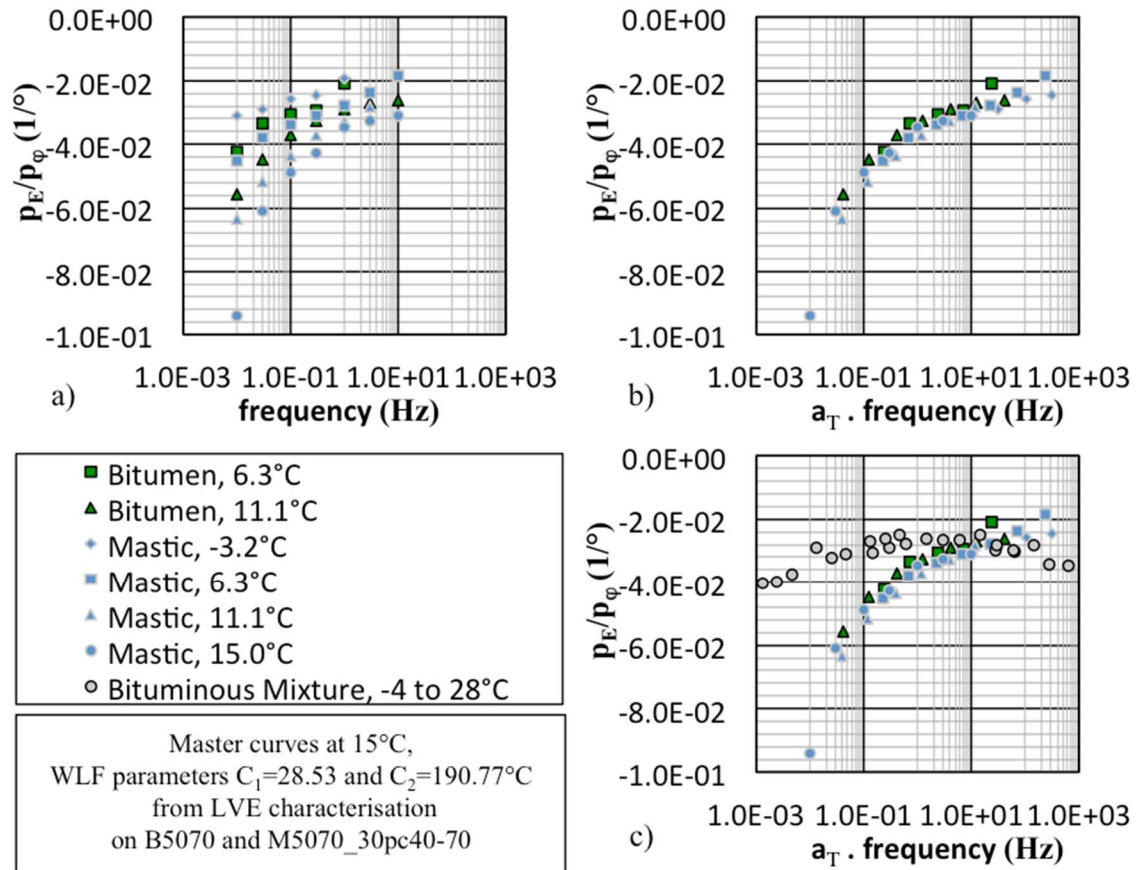 0.0E+00
-2.0E-02
-4.0E-02
-6.0E-02
-8.0E-02
-1.0E-01
pE/pφ (1/°)
1.0E-03 1.0E-01 1.0E+01 1.0E+03
frequency (Hz)
a)
0.0E+00
-2.0E-02
-4.0E-02
-6.0E-02
-8.0E-02
-1.0E-01
pE/pφ (1/°)
1.0E-03 1.0E-01 1.0E+01 1.0E+03
aT . frequency (Hz)
b)
Bitumen, 6.3°C
Bitumen, 11.1°C
Mastic, -3.2°C
Mastic, 6.3°C
Mastic, 11.1°C
Mastic, 15.0°C
Bituminous Mixture, -4 to 28°C
Master curves at 15°C,
WLF parameters C1=28.53 and C2=190.77°C
from LVE characterisation
on B5070 and M5070_30pc40-70
0.0E+00
-2.0E-02
-4.0E-02
-6.0E-02
-8.0E-02
-1.0E-01
pE/pφ (1/°)
1.0E-03 1.0E-01 1.0E+01 1.0E+03
aT . frequency (Hz)
c)